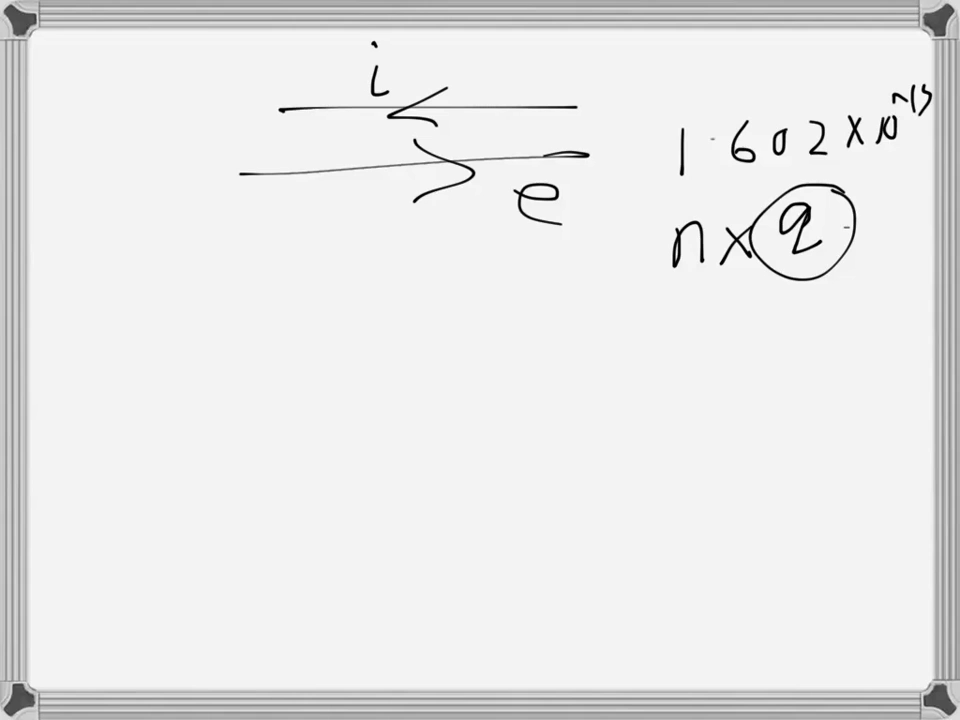 i
e
1.602 × 10^-19
n × q